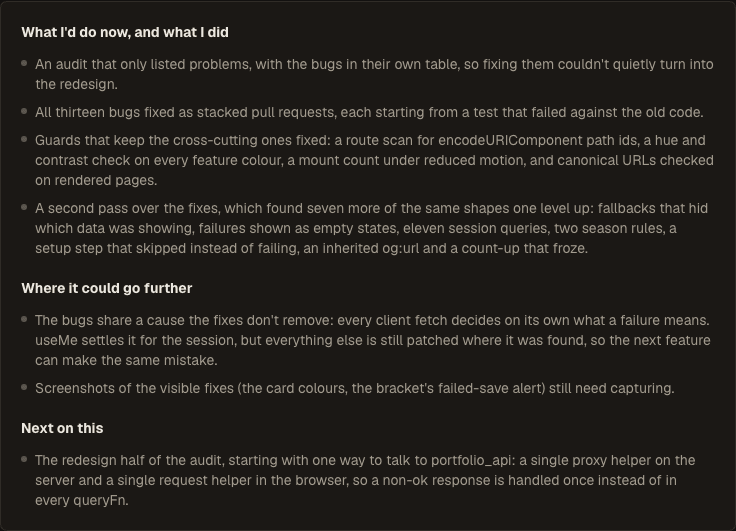 What I'd do now, and what I did
An audit that only listed problems, with the bugs in their own table, so fixing them couldn't quietly turn into
the redesign.
All thirteen bugs fixed as stacked pull requests, each starting from a test that failed against the old code.
Guards that keep the cross-cutting ones fixed: a route scan for encodeURIComponent path ids, a hue and
contrast check on every feature colour, a mount count under reduced motion, and canonical URLs checked
on rendered pages.
A second pass over the fixes, which found seven more of the same shapes one level up: fallbacks that hid
which data was showing, failures shown as empty states, eleven session queries, two season rules, a
setup step that skipped instead of failing, an inherited og:url and a count-up that froze.
Where it could go further
The bugs share a cause the fixes don't remove: every client fetch decides on its own what a failure means.
useMe settles it for the session, but everything else is still patched where it was found, so the next feature
can make the same mistake.
Screenshots of the visible fixes (the card colours, the bracket's failed-save alert) still need capturing.
Next on this
The redesign half of the audit, starting with one way to talk to portfolio_api: a single proxy helper on the
server and a single request helper in the browser, so a non-ok response is handled once instead of in
every queryFn.